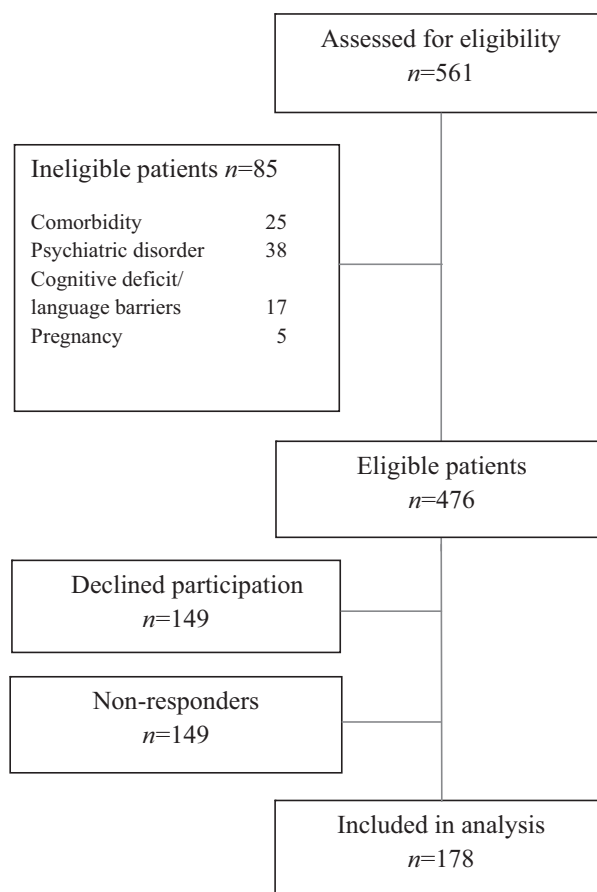 Assessed for eligibility
n=561
Ineligible patients n=85
Comorbidity 25
Psychiatric disorder 38
Cognitive deficit/
language barriers 17
Pregnancy 5
Eligible patients
n=476
Declined participation
n=149
Non-responders
n=149
Included in analysis
n=178